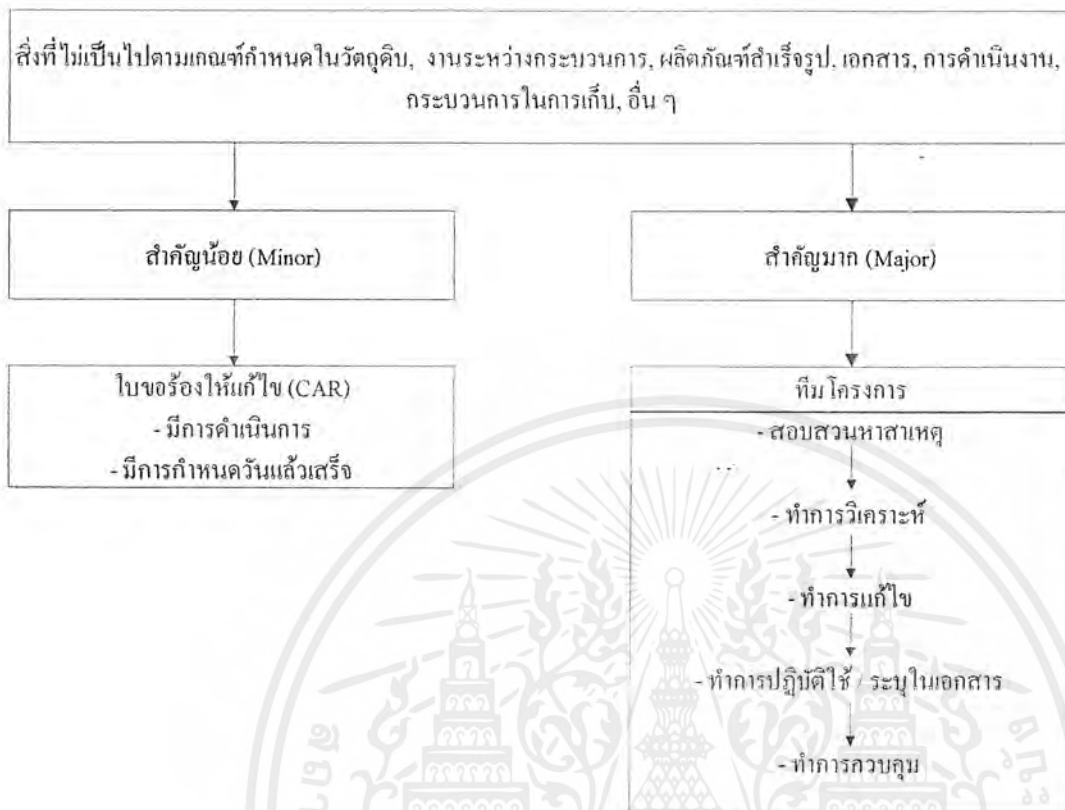 สิ่งที่ไม่เป็นไปตามเกณฑ์กำหนดในวัตถุดิบ, งานระหว่างกระบวนการ, ผลิตภัณฑ์สำเร็จรูป, เอกสาร, การดำเนินงาน,
กระบวนการในการเก็บ, อื่น ๆ
สำคัญน้อย (Minor)
สำคัญมาก (Major)
ใบขอร้องให้แก้ไข (CAR)
- มีการดำเนินการ
- มีการกำหนดวันแล้วเสร็จ
ทีมโครงการ
- สอบสวนหาสาเหตุ
- ทำการวิเคราะห์
- ทำการแก้ไข
- ทำการปฏิบัติใช้ / ระบุในเอกสาร
- ทำการควบคุม